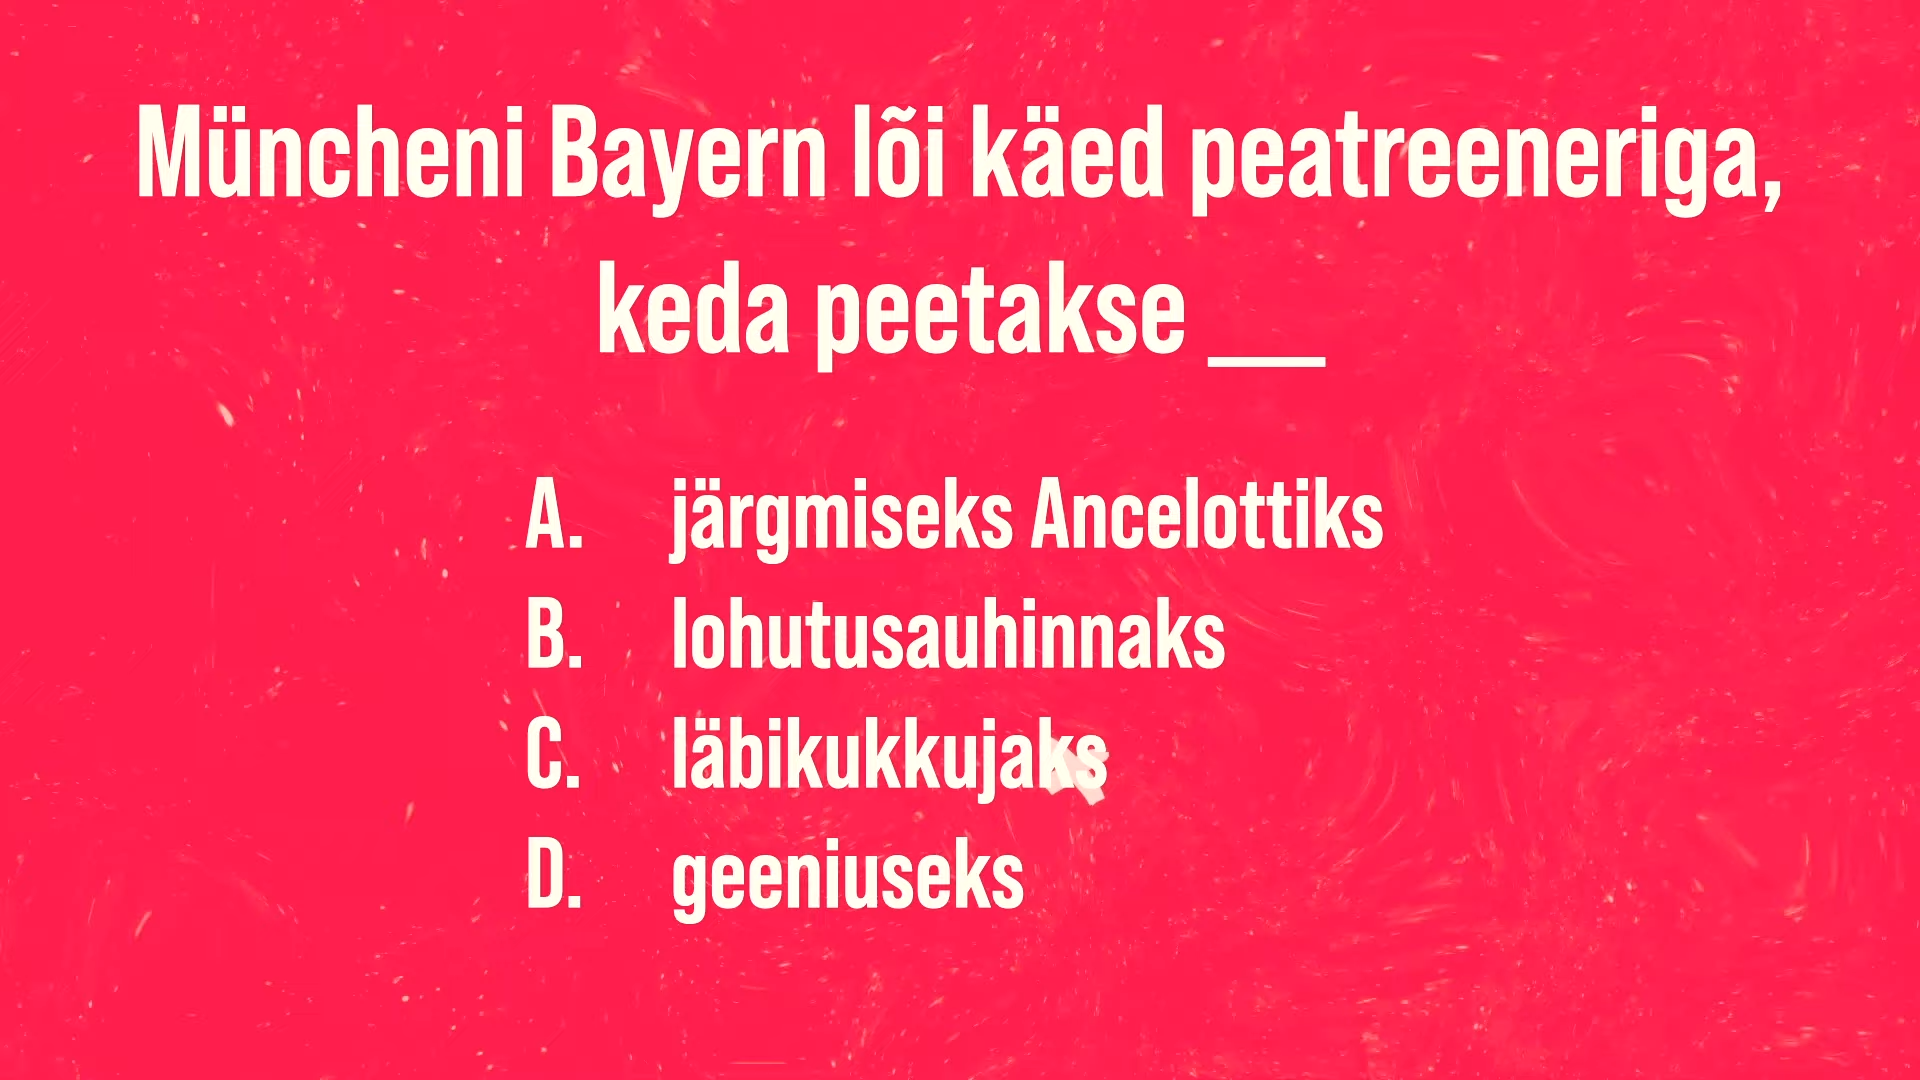 Müncheni Bayern lõi käed peatreeneriga,
keda peetakse __
A. järgmiseks Ancelottiks
B. lohutusauhinnaks
C. läbikukkujaks
D. geeniuseks